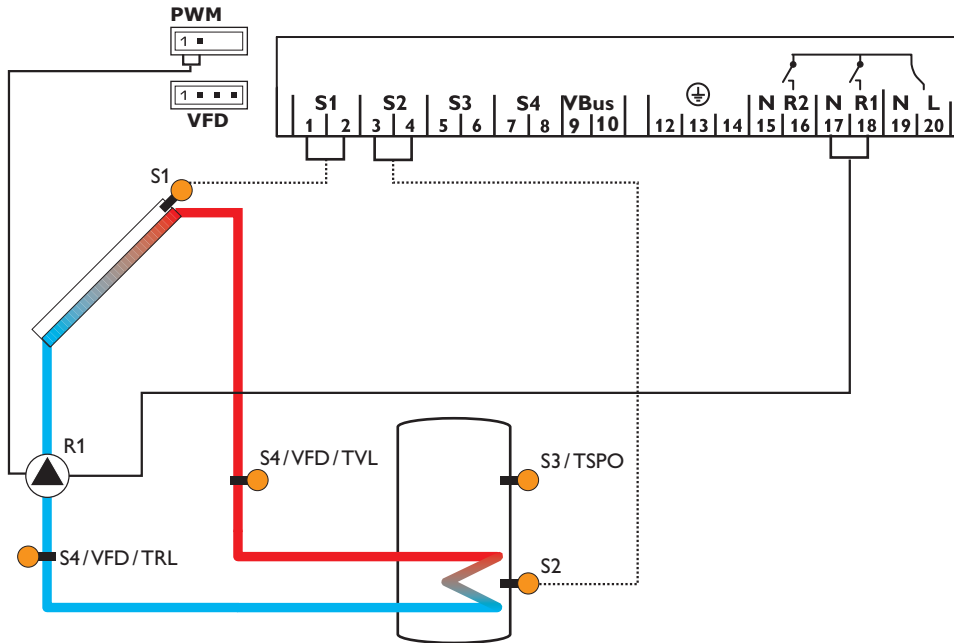 PWM
1
1
VFD
S1 S2 S3 S4 VBus N R2 N R1 N L
1 2 3 4 5 6 7 8 9 10 12 13 14 15 16 17 18 19 20
S1
R1
S4/VFD/TVL
S3/TSPO
S4/VFD/TRL
S2